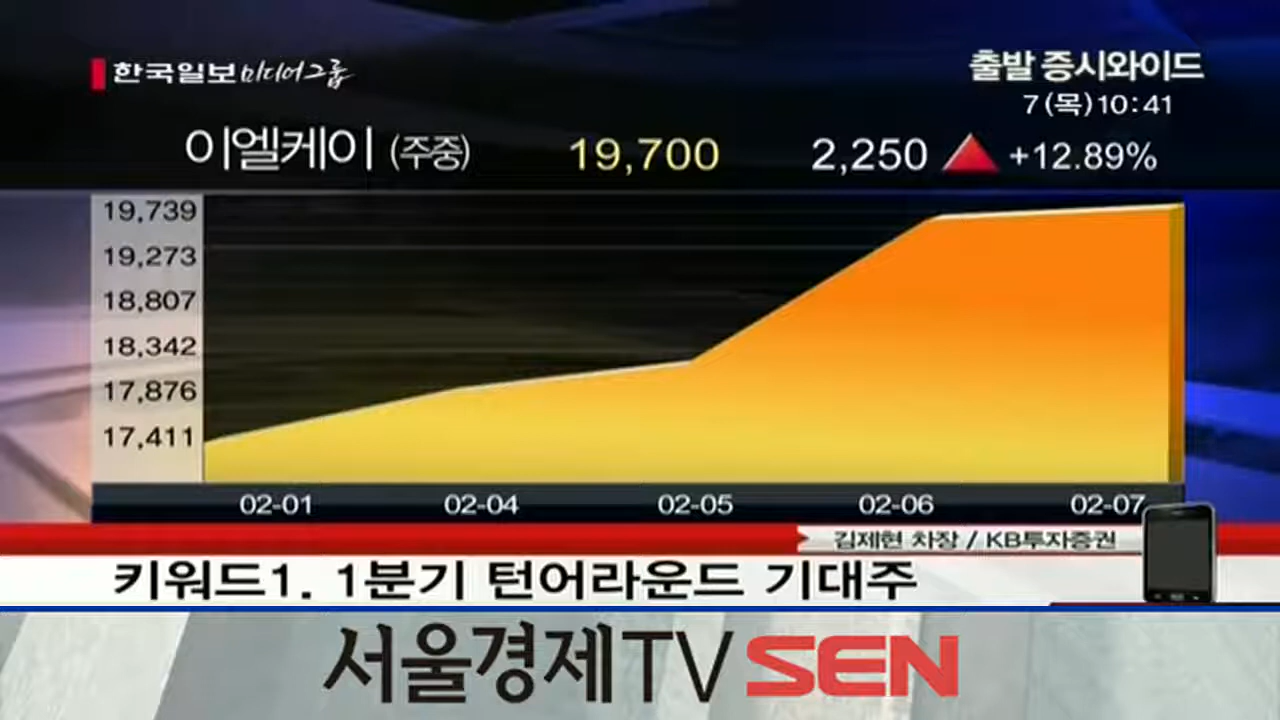 한국일보 미디어그룹
출발 증시와이드
7(목)10:41
이엘케이 (주중) 19,700 2,250 ▲ +12.89%
19,739
19,273
18,807
18,342
17,876
17,411
02-01 02-04 02-05 02-06 02-07
김제현 차장 / KB투자증권
키워드1. 1분기 턴어라운드 기대주
서울경제TV SEN